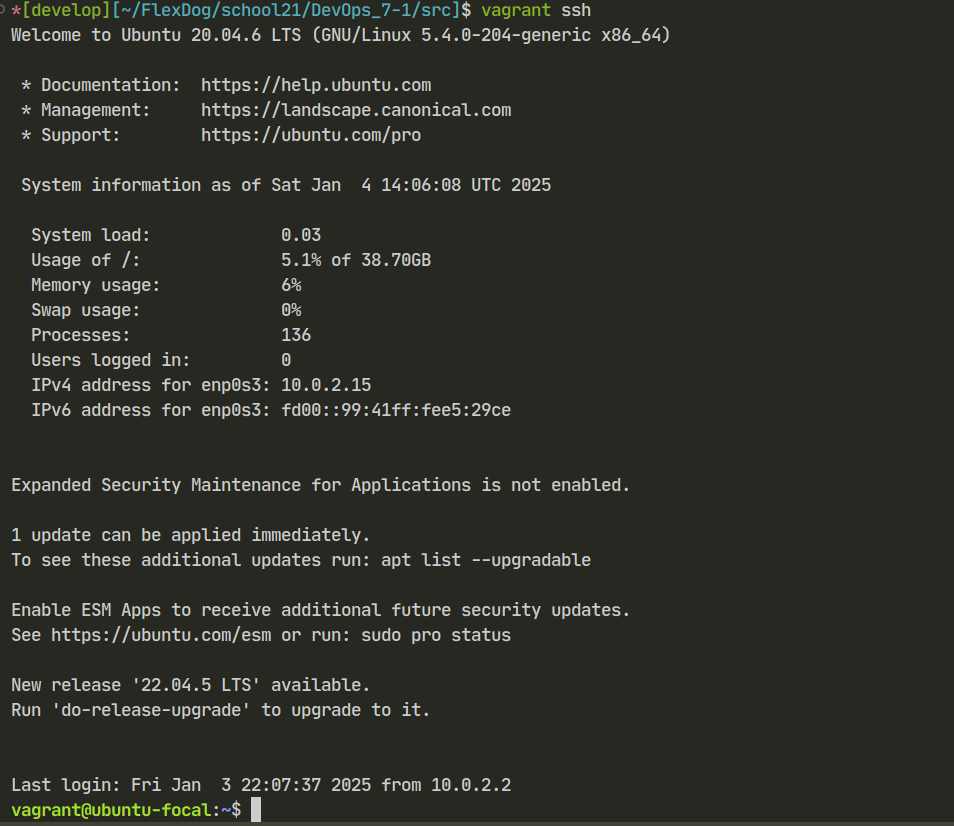 *[develop][~/FlexDog/school21/DevOps_7-1/src]$ vagrant ssh
Welcome to Ubuntu 20.04.6 LTS (GNU/Linux 5.4.0-204-generic x86_64)
* Documentation:  https://help.ubuntu.com
* Management:     https://landscape.canonical.com
* Support:        https://ubuntu.com/pro
System information as of Sat Jan  4 14:06:08 UTC 2025
System load:             0.03
Usage of /:              5.1% of 38.70GB
Memory usage:            6%
Swap usage:              0%
Processes:               136
Users logged in:         0
IPv4 address for enp0s3: 10.0.2.15
IPv6 address for enp0s3: fd00::99:41ff:fee5:29ce
Expanded Security Maintenance for Applications is not enabled.
1 update can be applied immediately.
To see these additional updates run: apt list --upgradable
Enable ESM Apps to receive additional future security updates.
See https://ubuntu.com/esm or run: sudo pro status
New release '22.04.5 LTS' available.
Run 'do-release-upgrade' to upgrade to it.
Last login: Fri Jan  3 22:07:37 2025 from 10.0.2.2
vagrant@ubuntu-focal:~$